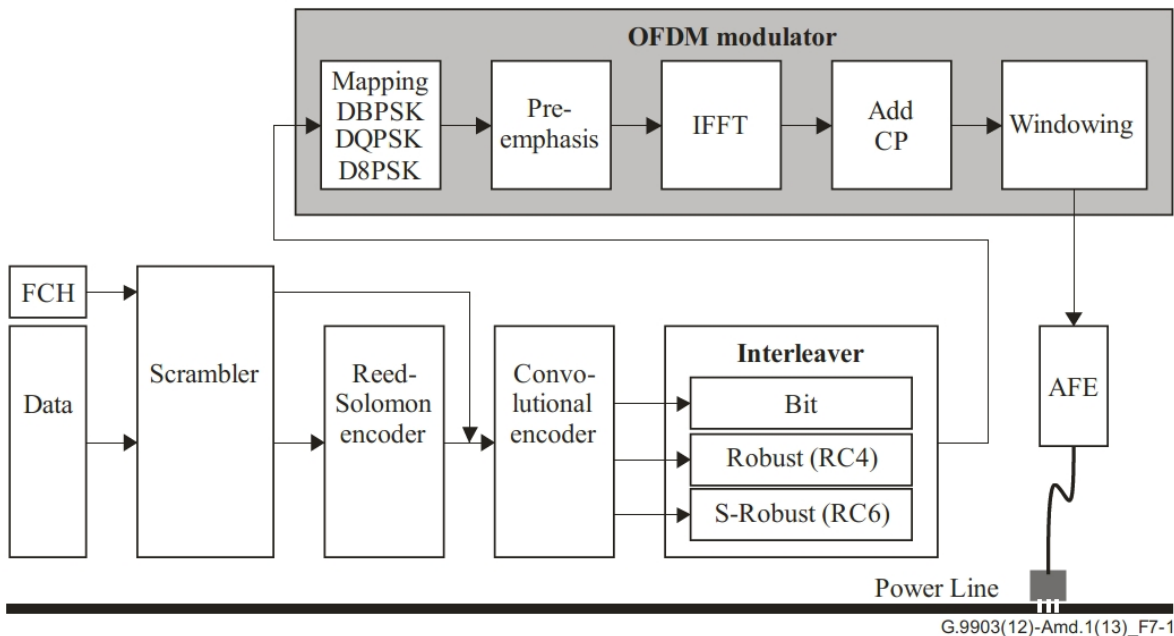 OFDM modulator
Mapping
DBPSK
DQPSK
D8PSK
Pre-
emphasis
IFFT
Add
CP
Windowing
FCH
Data
Scrambler
Reed-
Solomon
encoder
Convo-
lutional
encoder
Interleaver
Bit
Robust (RC4)
S-Robust (RC6)
AFE
Power Line
G.9903(12)-Amd.1(13)_F7-1